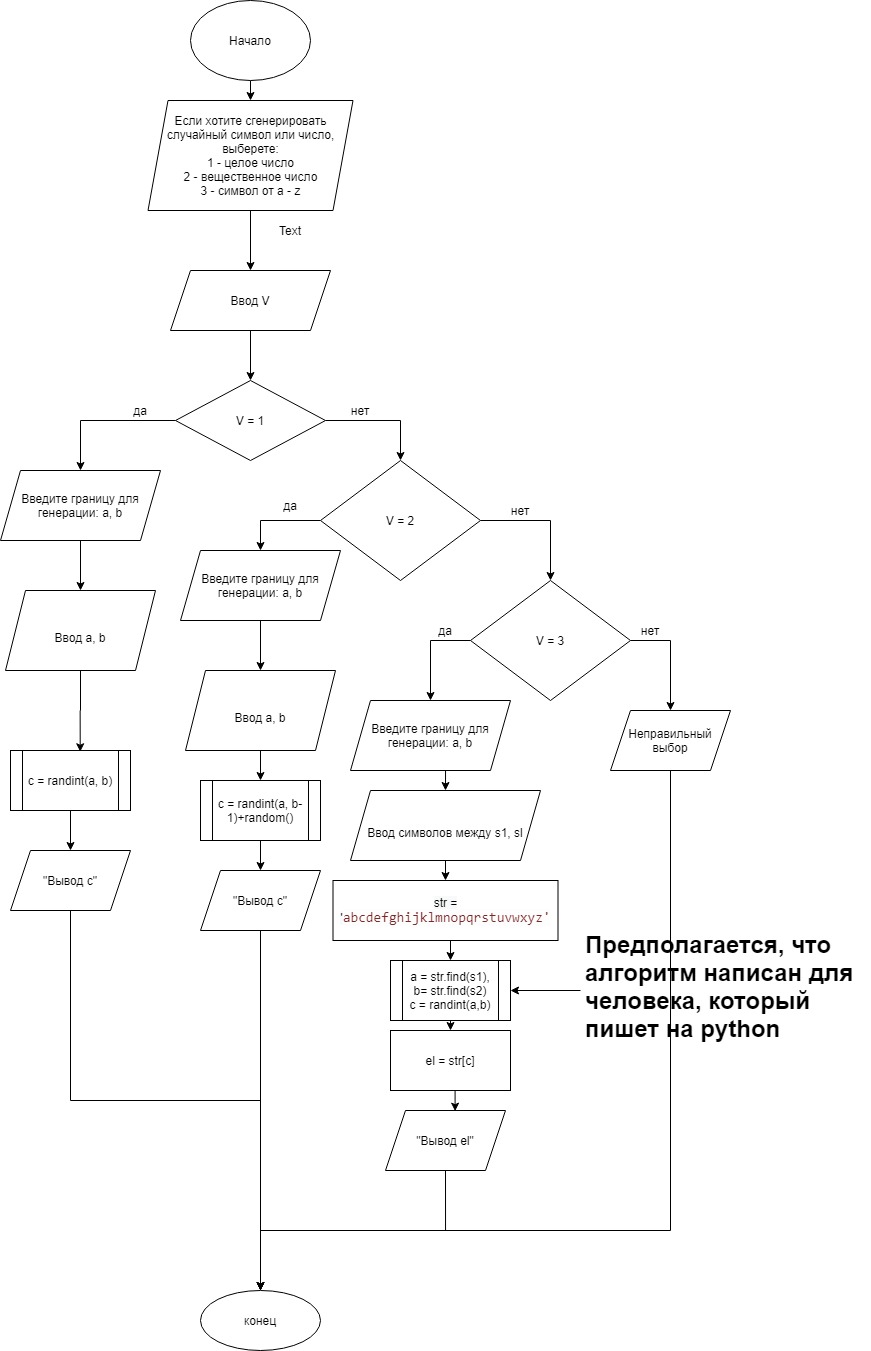 Начало
Если хотите сгенерировать
случайный символ или число,
выберете:
1 - целое число
2 - вещественное число
3 - символ от a - z
Text
Ввод V
V = 1
да
нет
Введите границу для
генерации: a, b
Ввод a, b
c = randint(a, b)
"Вывод c"
V = 2
да
нет
Введите границу для
генерации: a, b
Ввод a, b
c = randint(a, b-
1)+random()
"Вывод c"
V = 3
да
нет
Введите границу для
генерации: a, b
Ввод символов между s1, sl
str =
'abcdefghijklmnopqrstuvwxyz'
a = str.find(s1),
b= str.find(s2)
c = randint(a,b)
el = str[c]
"Вывод el"
Неправильный
выбор
Предполагается, что
алгоритм написан для
человека, который
пишет на python
конец